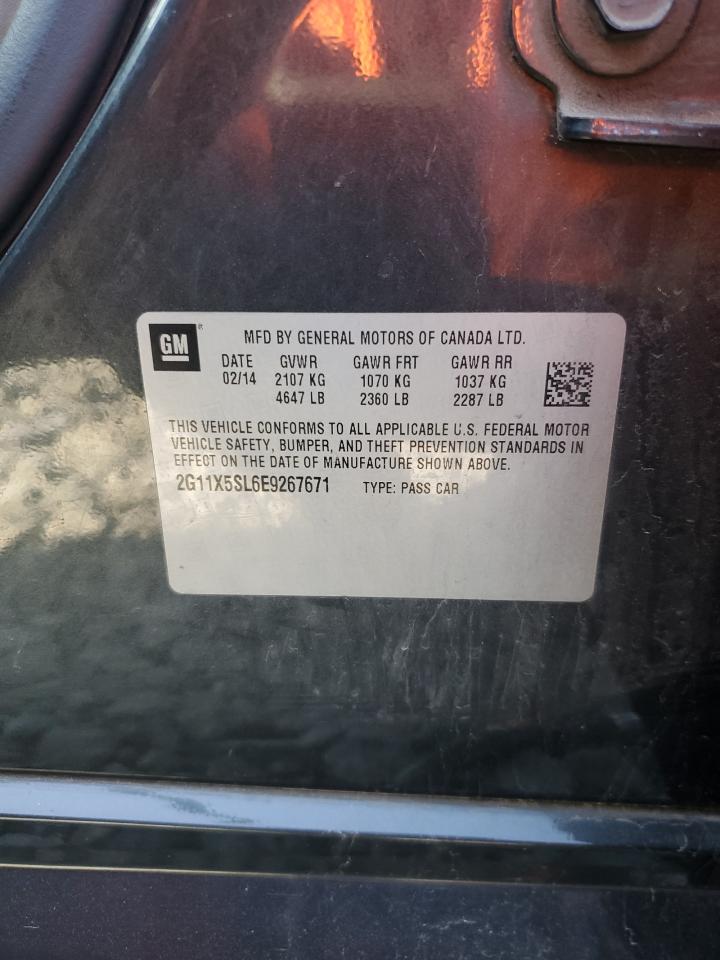 GM® MFD BY GENERAL MOTORS OF CANADA LTD.
DATE GVWR GAWR FRT GAWR RR
02/14 2107 KG 1070 KG 1037 KG
4647 LB 2360 LB 2287 LB
THIS VEHICLE CONFORMS TO ALL APPLICABLE U.S. FEDERAL MOTOR
VEHICLE SAFETY, BUMPER, AND THEFT PREVENTION STANDARDS IN
EFFECT ON THE DATE OF MANUFACTURE SHOWN ABOVE.
2G11X5SL6E9267671 TYPE: PASS CAR